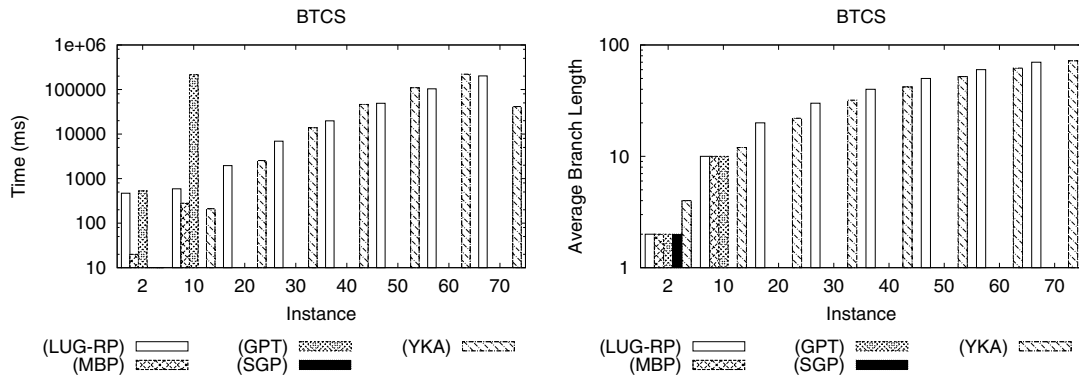 BTCS
Time (ms)
1e+06
100000
10000
1000
100
10
2 10 20 30 40 50 60 70
Instance
(LUG-RP)
(MBP)
(GPT)
(SGP)
(YKA)
BTCS
Average Branch Length
100
10
1
2 10 20 30 40 50 60 70
Instance
(LUG-RP)
(MBP)
(GPT)
(SGP)
(YKA)